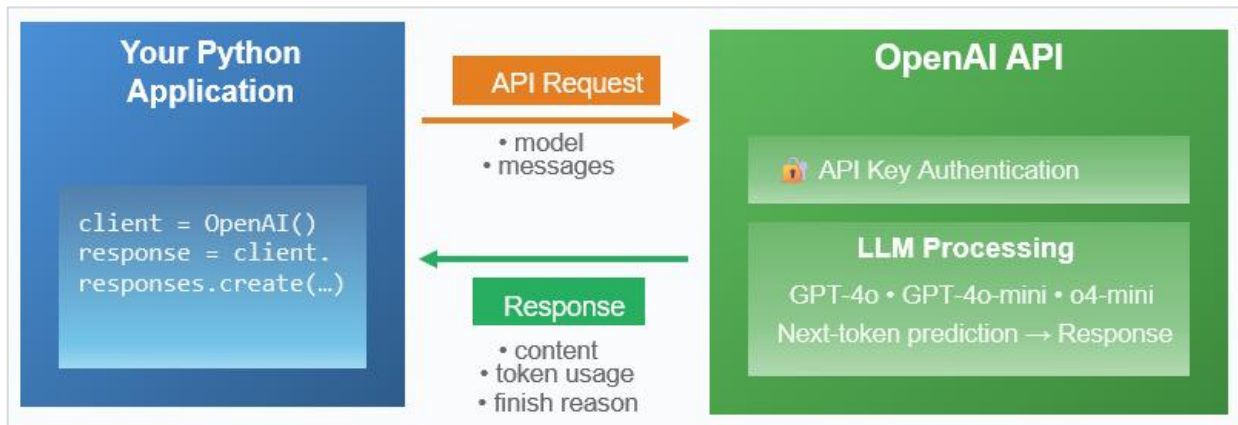 Your Python
Application
client = OpenAI()
response = client.
responses.create(…)
API Request
• model
• messages
Response
• content
• token usage
• finish reason
OpenAI API
🔐 API Key Authentication
LLM Processing
GPT-4o • GPT-4o-mini • o4-mini
Next-token prediction → Response